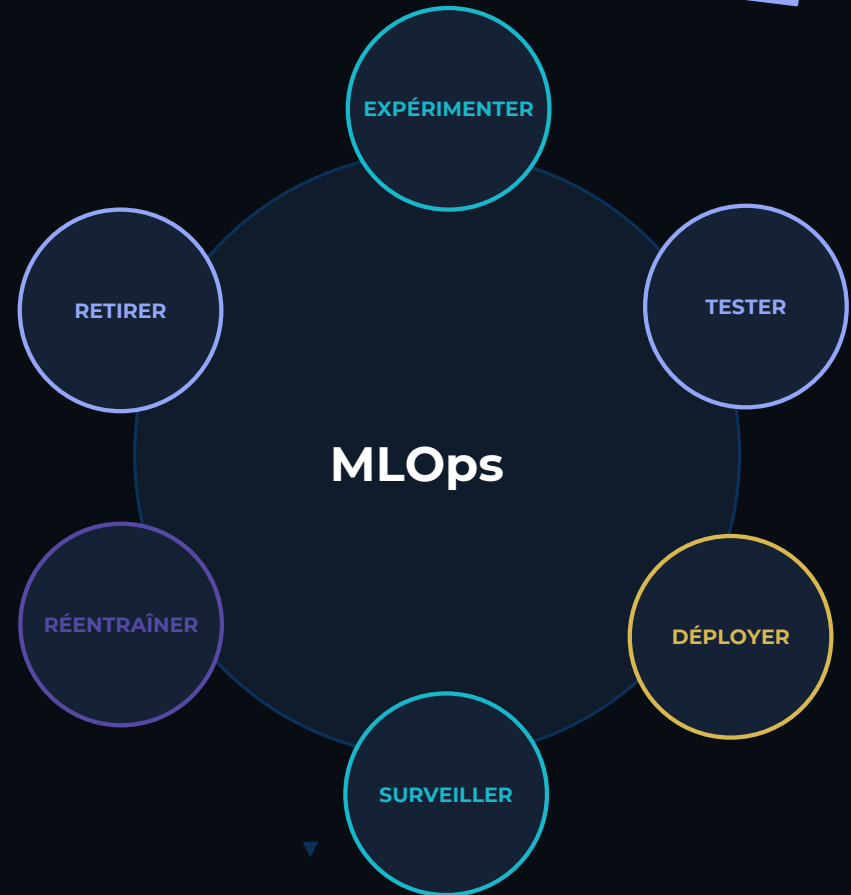 EXPÉRIMENTER
TESTER
RETIRER
MLOps
RÉENTRAÎNER
DÉPLOYER
SURVEILLER